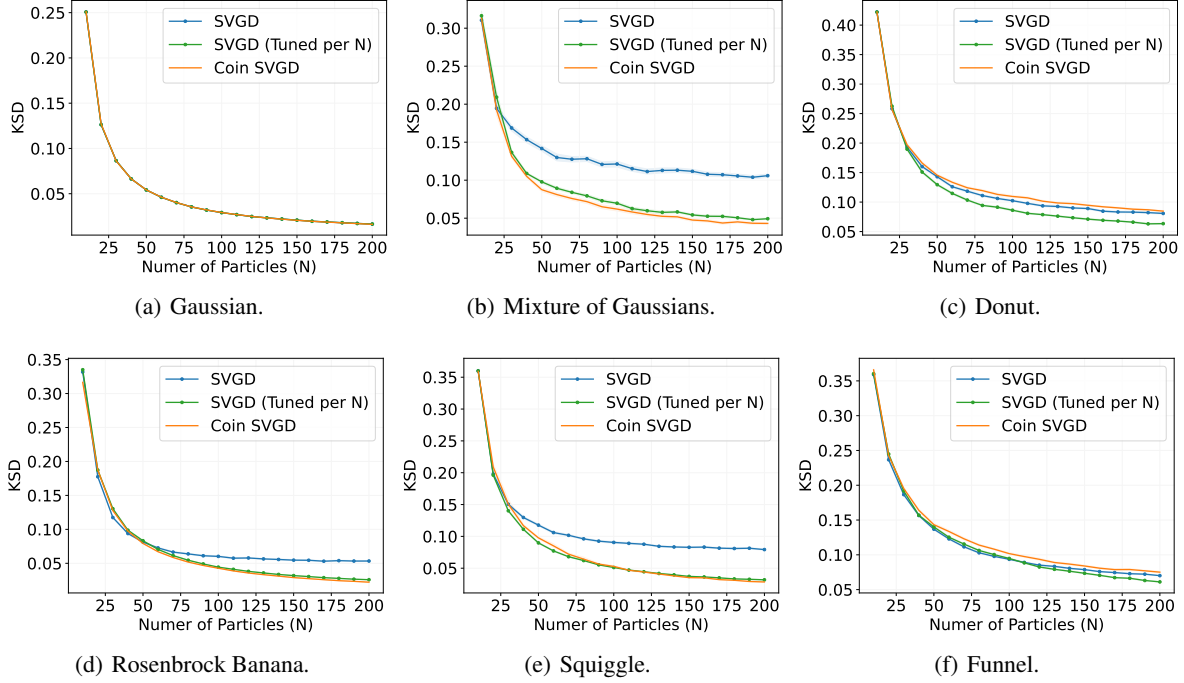 0.25
0.20
0.15
0.10
0.05
KSD
SVGD
SVGD (Tuned per N)
Coin SVGD
25 50 75 100 125 150 175 200
Numer of Particles (N)
(a) Gaussian.
0.30
0.25
0.20
0.15
0.10
0.05
KSD
SVGD
SVGD (Tuned per N)
Coin SVGD
25 50 75 100 125 150 175 200
Numer of Particles (N)
(b) Mixture of Gaussians.
0.40
0.35
0.30
0.25
0.20
0.15
0.10
0.05
KSD
SVGD
SVGD (Tuned per N)
Coin SVGD
25 50 75 100 125 150 175 200
Numer of Particles (N)
(c) Donut.
0.35
0.30
0.25
0.20
0.15
0.10
0.05
KSD
SVGD
SVGD (Tuned per N)
Coin SVGD
25 50 75 100 125 150 175 200
Numer of Particles (N)
(d) Rosenbrock Banana.
0.35
0.30
0.25
0.20
0.15
0.10
0.05
KSD
SVGD
SVGD (Tuned per N)
Coin SVGD
25 50 75 100 125 150 175 200
Numer of Particles (N)
(e) Squiggle.
0.35
0.30
0.25
0.20
0.15
0.10
0.05
KSD
SVGD
SVGD (Tuned per N)
Coin SVGD
25 50 75 100 125 150 175 200
Numer of Particles (N)
(f) Funnel.